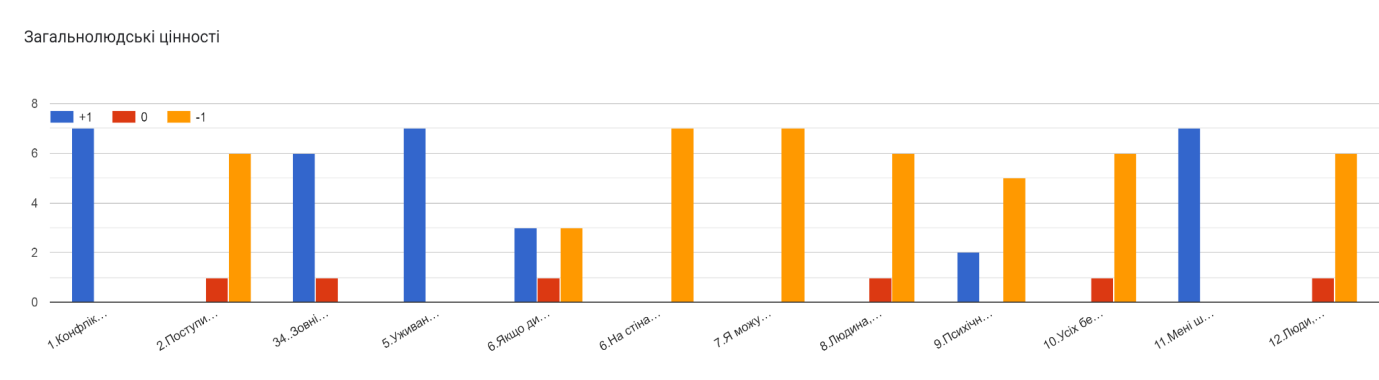 Загальнолюдські цінності
8
+1
0
-1
6
4
2
0
1.Конфлік…
2.Поступи…
34..Зовні…
5.Уживан…
6.Якщо ди…
6.На стіна…
7.Я можу…
8.Людина,…
9.Психічн…
10.Усіх бе…
11.Мені ш…
12.Люди,…